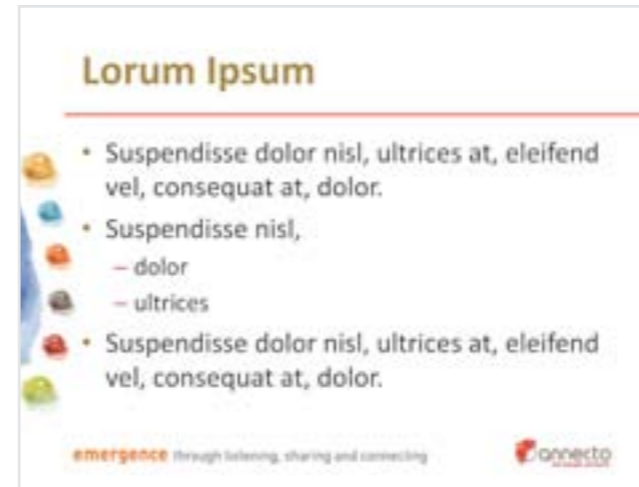 Lorum Ipsum
• Suspendisse dolor nisl, ultrices at, eleifend
vel, consequat at, dolor.
• Suspendisse nisl,
– dolor
– ultrices
• Suspendisse dolor nisl, ultrices at, eleifend
vel, consequat at, dolor.
emergence through listening, sharing and connecting
annecto